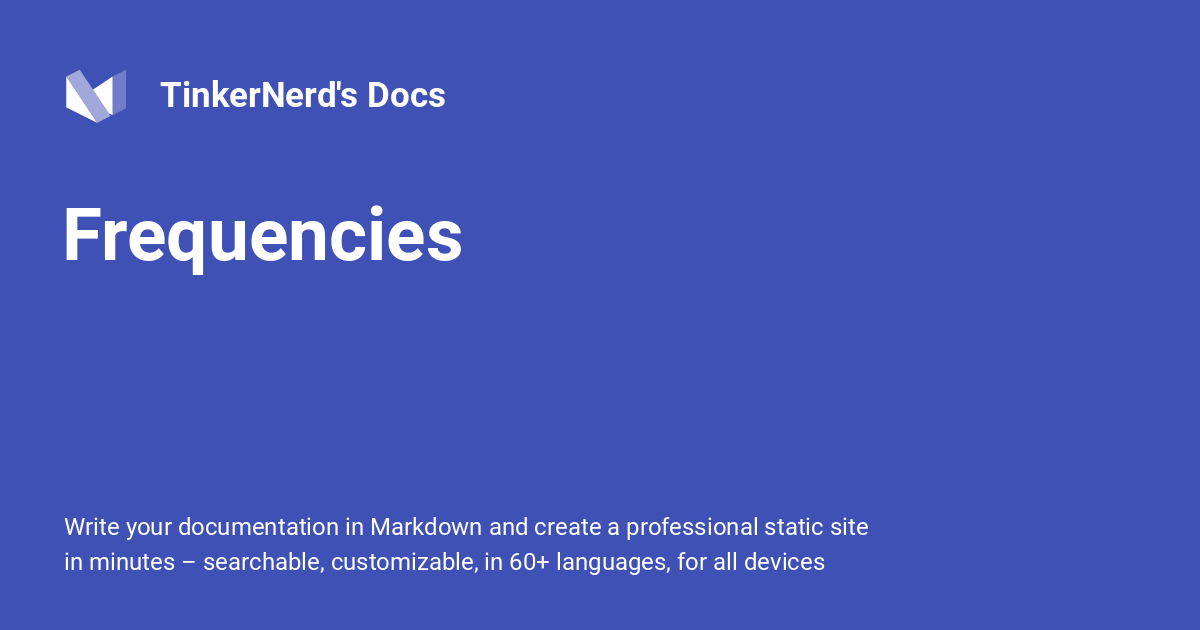 TinkerNerd's Docs
Frequencies
Write your documentation in Markdown and create a professional static site
in minutes – searchable, customizable, in 60+ languages, for all devices